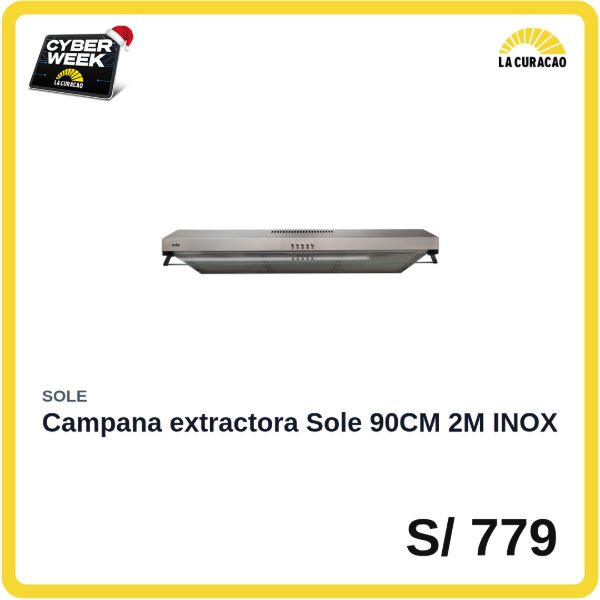 CYBER
WEEK
LA CURACAO
LA CURACAO
SOLE
Campana extractora Sole 90CM 2M INOX
S/ 779